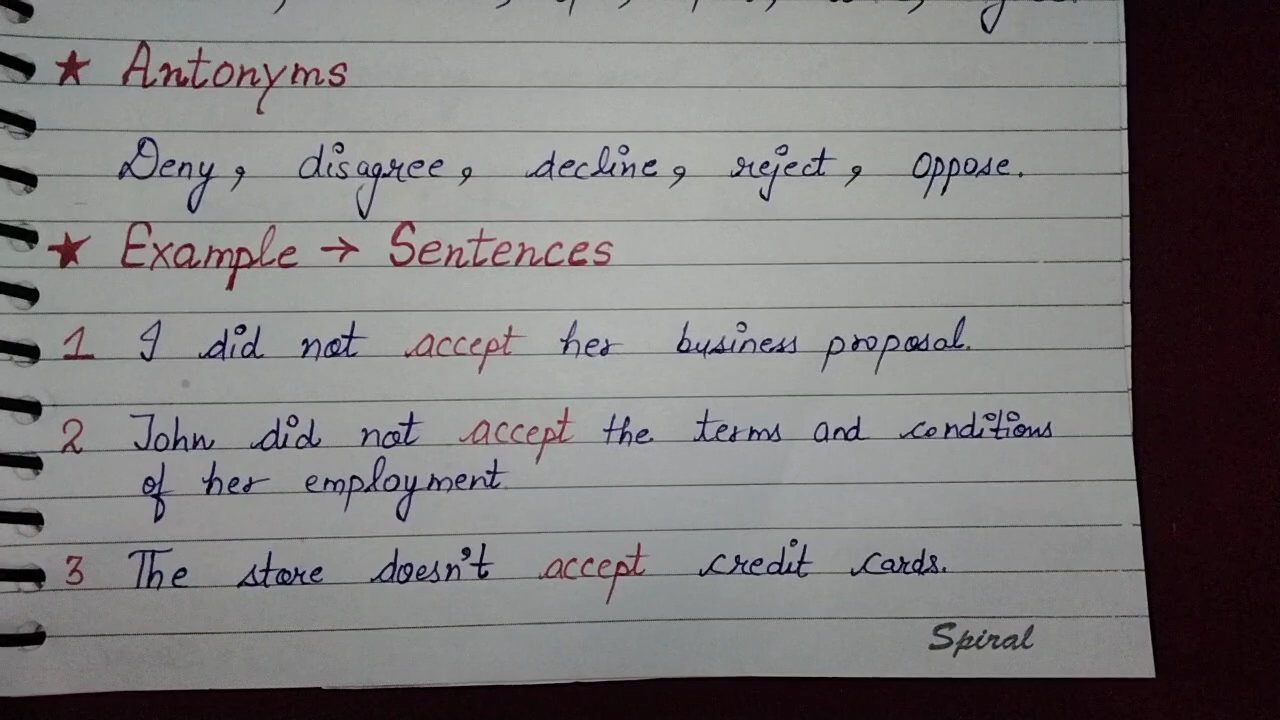 ★ Antonyms
Deny, disagree, decline, reject, oppose.
★ Example → Sentences
1 I did not accept her business proposal.
2 John did not accept the terms and conditions
of her employment
3 The store doesn't accept credit cards.
Spiral